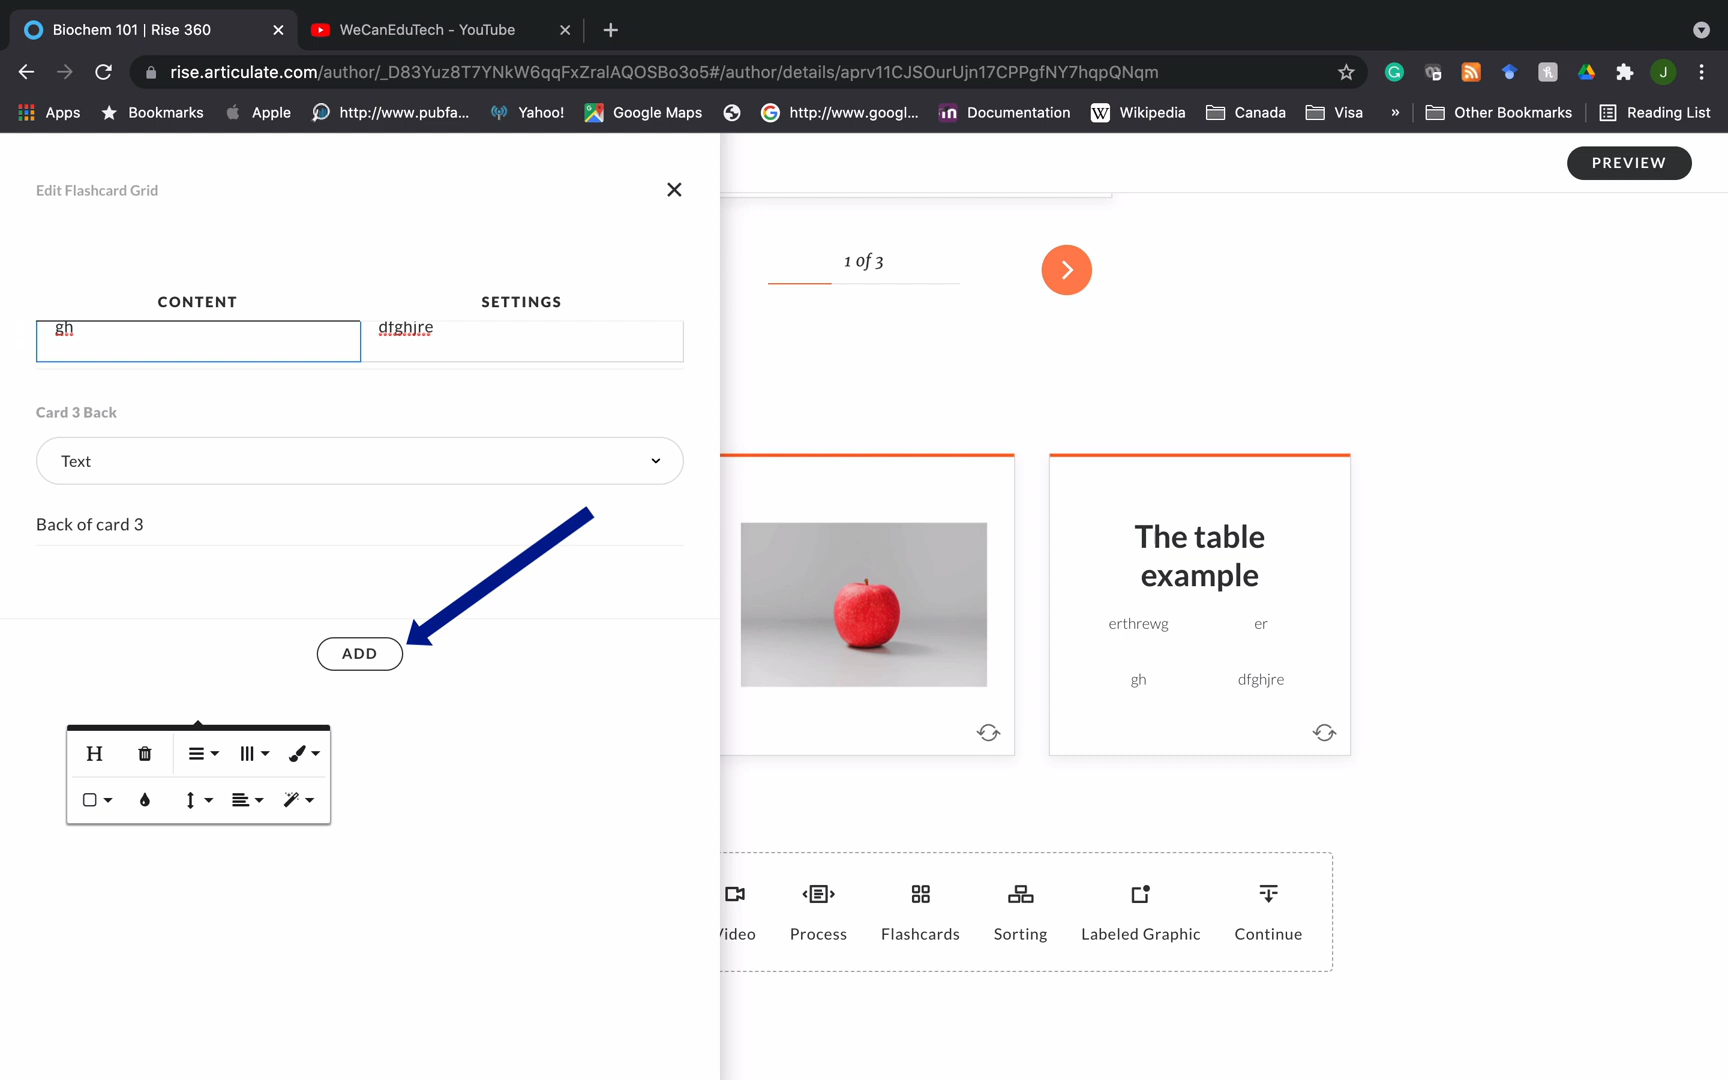 Biochem 101 | Rise 360
WeCanEduTech - YouTube
rise.articulate.com/author/_D83Yuz8T7YNkW6qqFxZralAQOSBo3o5#/author/details/aprv11CJSOurUjn17CPPgfNY7hqpQNqm
J
Apps
Bookmarks
Apple
http://www.pubfa...
Yahoo!
Google Maps
http://www.googl...
Documentation
Wikipedia
Canada
Visa
»
Other Bookmarks
Reading List
PREVIEW
Edit Flashcard Grid
1 of 3
CONTENT
SETTINGS
gh
dfghjre
Card 3 Back
Text
Back of card 3
ADD
H
The table
example
erthrewg
er
gh
dfghjre
Video
Process
Flashcards
Sorting
Labeled Graphic
Continue